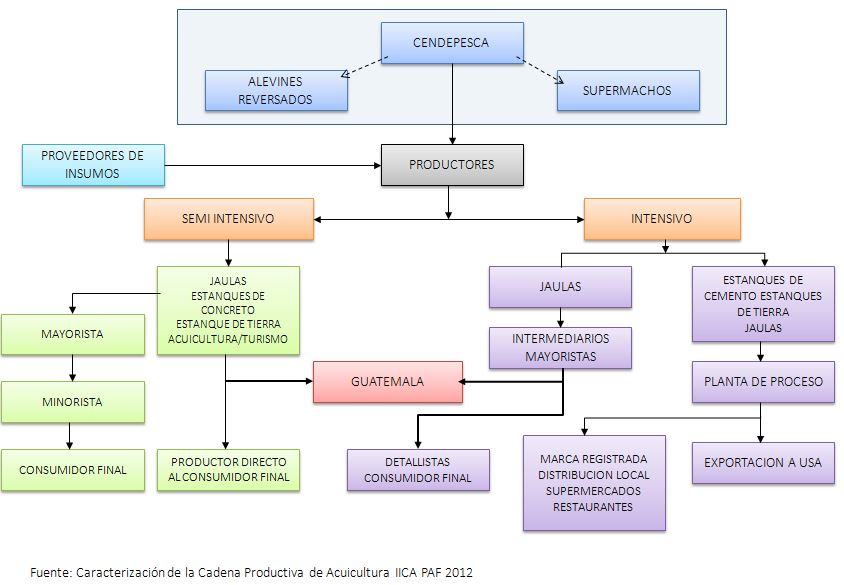 CENDEPESCA
ALEVINES
REVERSADOS
SUPERMACHOS
PROVEEDORES DE
INSUMOS
PRODUCTORES
SEMI INTENSIVO
INTENSIVO
JAULAS
ESTANQUES DE
CONCRETO
ESTANQUE DE TIERRA
ACUICULTURA/TURISMO
JAULAS
ESTANQUES DE
CEMENTO ESTANQUES
DE TIERRA
JAULAS
MAYORISTA
INTERMEDIARIOS
MAYORISTAS
GUATEMALA
PLANTA DE PROCESO
MINORISTA
CONSUMIDOR FINAL
PRODUCTOR DIRECTO
AL CONSUMIDOR FINAL
DETALLISTAS
CONSUMIDOR FINAL
MARCA REGISTRADA
DISTRIBUCION LOCAL
SUPERMERCADOS
RESTAURANTES
EXPORTACION A USA
Fuente: Caracterización de la Cadena Productiva de Acuicultura IICA PAF 2012